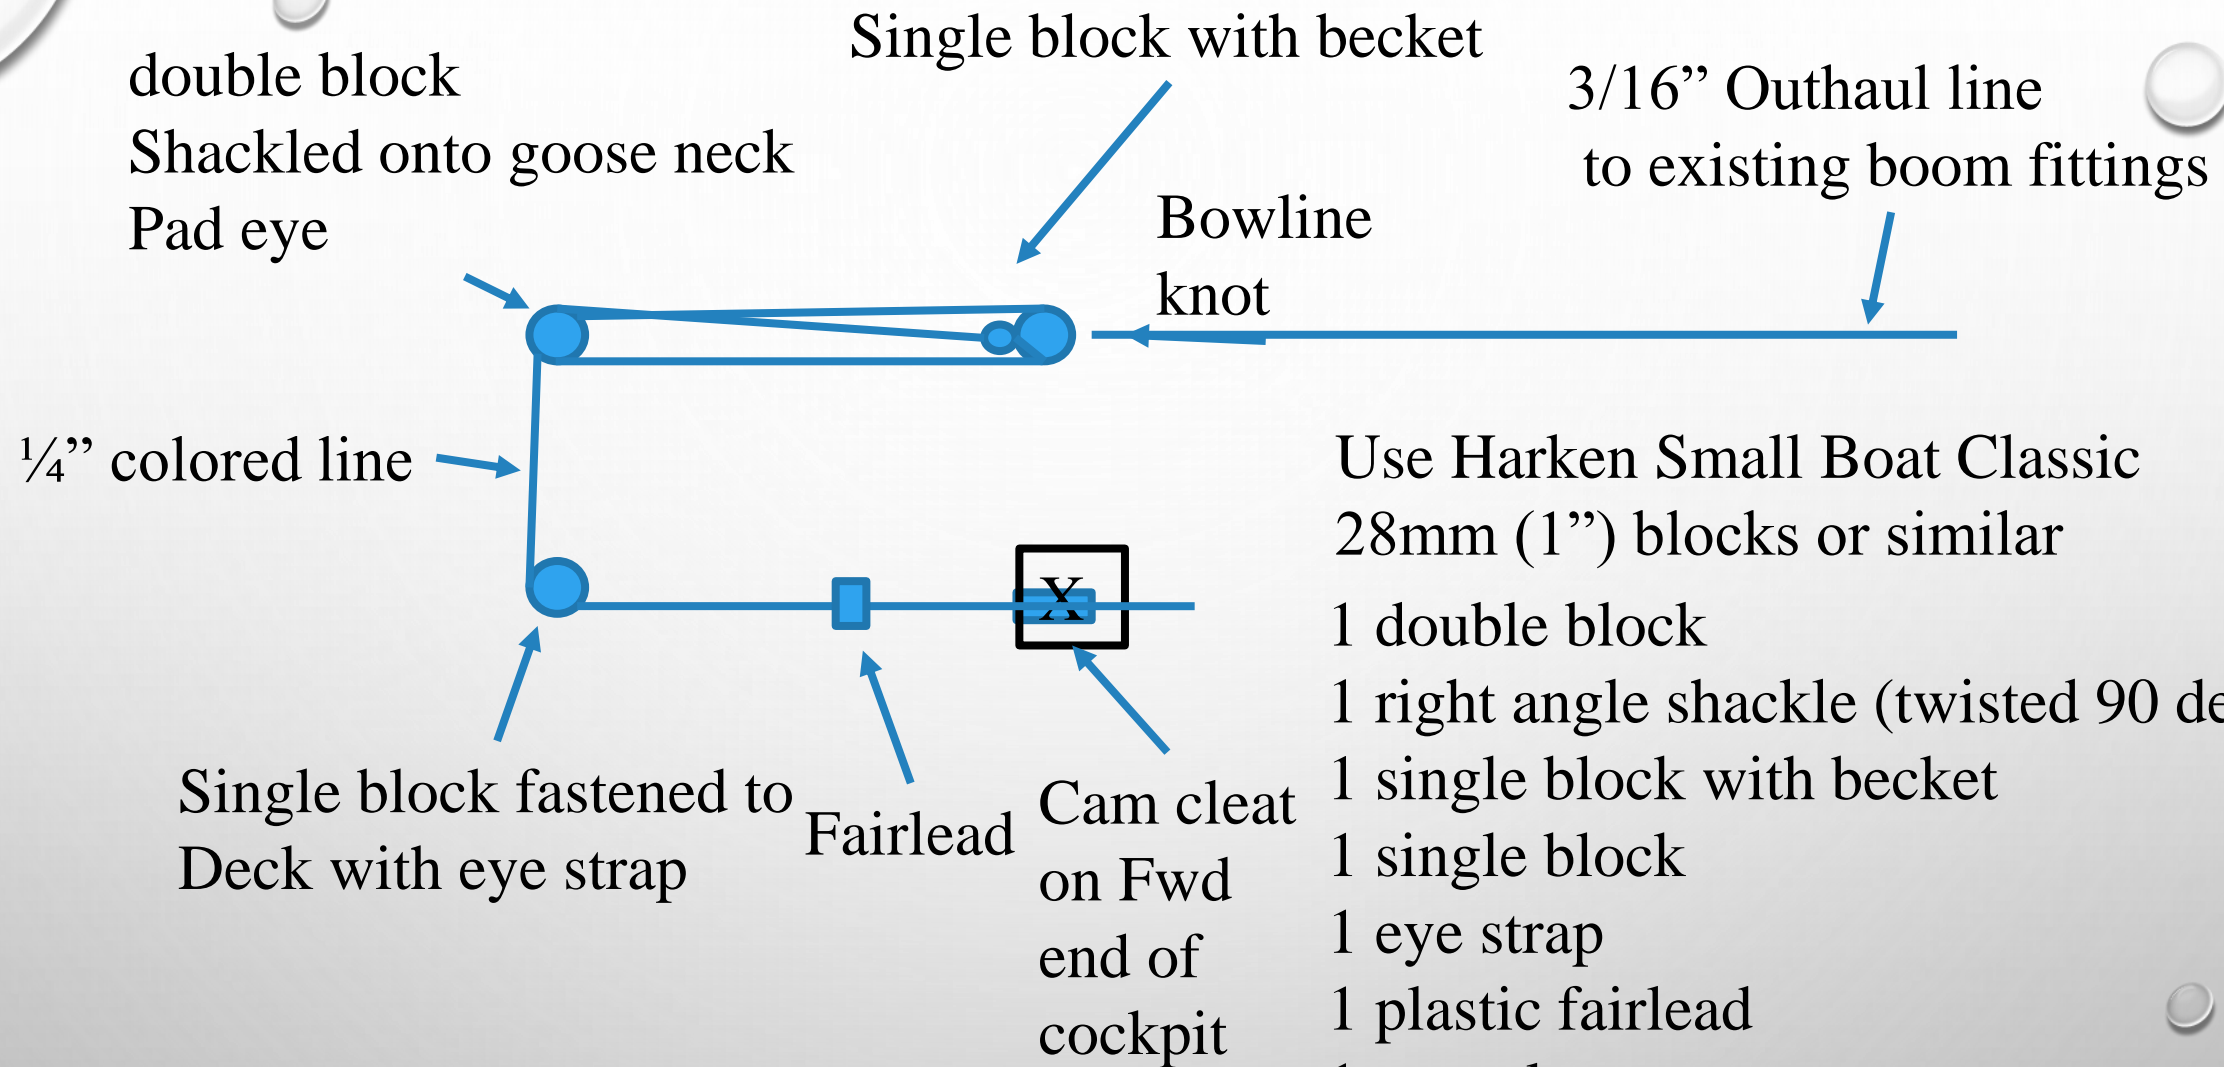 Single block with becket
double block
Shackled onto goose neck
Pad eye
3/16” Outhaul line
to existing boom fittings
Bowline
knot
¼” colored line
Use Harken Small Boat Classic
28mm (1”) blocks or similar
X
1 double block
1 right angle shackle (twisted 90 de
1 single block with becket
1 single block
1 eye strap
1 plastic fairlead
Single block fastened to
Deck with eye strap
Fairlead
Cam cleat
on Fwd
end of
cockpit